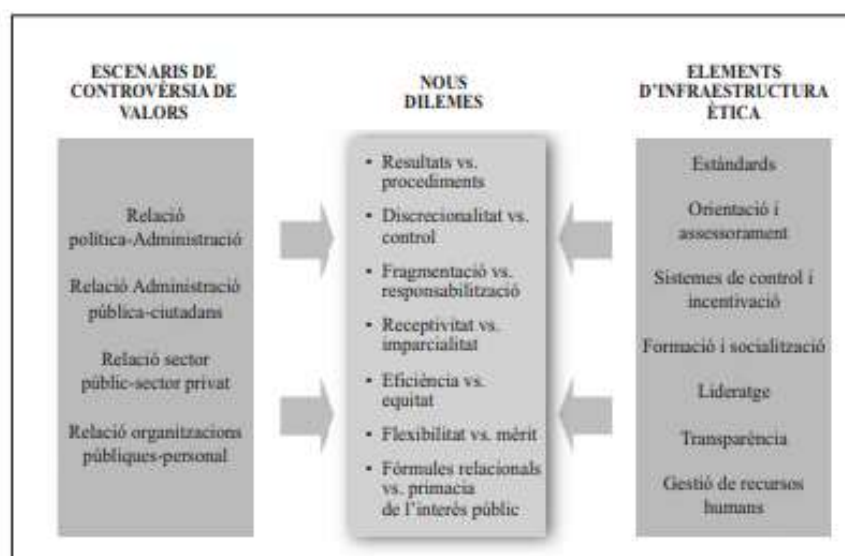 ESCENARIS DE
CONTROVÈRSIA DE
VALORS
Relació
política-Administració
Relació Administració
pública-ciutadans
Relació sector
públic-sector privat
Relació organitzacions
públiques-personal
NOUS
DILEMES
• Resultats vs.
procediments
• Discrecionalitat vs.
control
• Fragmentació vs.
responsabilització
• Receptivitat vs.
imparcialitat
• Eficiència vs.
equitat
• Flexibilitat vs. mèrit
• Fórmules relacionals
vs. primacia
de l’interès públic
ELEMENTS
D’INFRAESTRUCTURA
ÈTICA
Estàndards
Orientació i
assessorament
Sistemes de control i
incentivació
Formació i socialització
Lideratge
Transparència
Gestió de recursos
humans